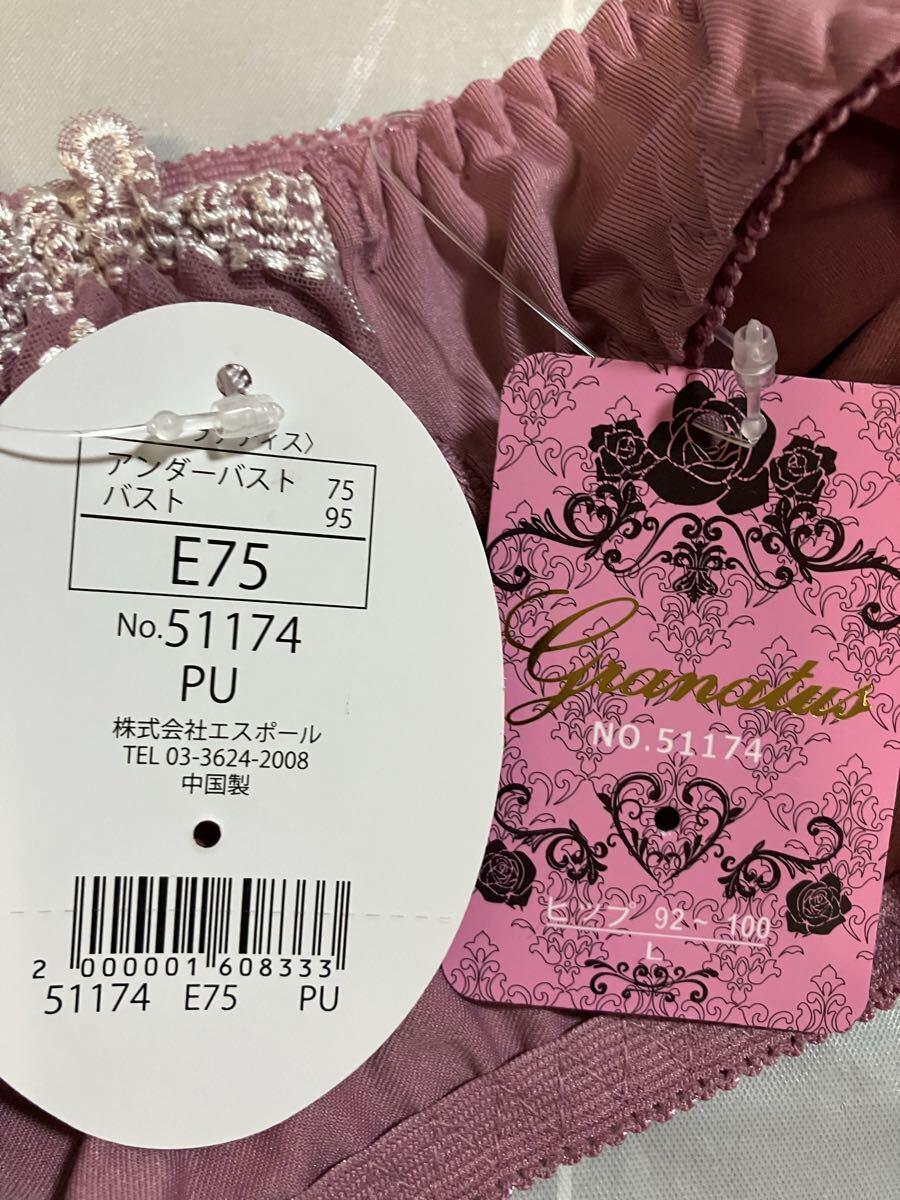 アンダーバスト 75
バスト 95
E75
No.51174
PU
株式会社エスポール
TEL 03-3624-2008
中国製
2 000001 608333
51174 E75 PU
Granatus
NO.51174
ヒップ 92~100
L